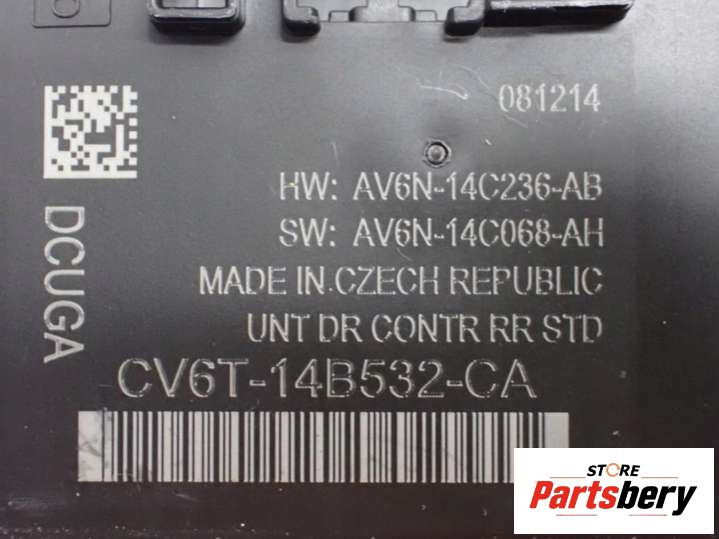 081214
HW: AV6N-14C236-AB
SW: AV6N-14C068-AH
MADE IN CZECH REPUBLIC
UNT DR CONTR RR STD
DCUGA
CV6T-14B532-CA
STORE
Partsbery